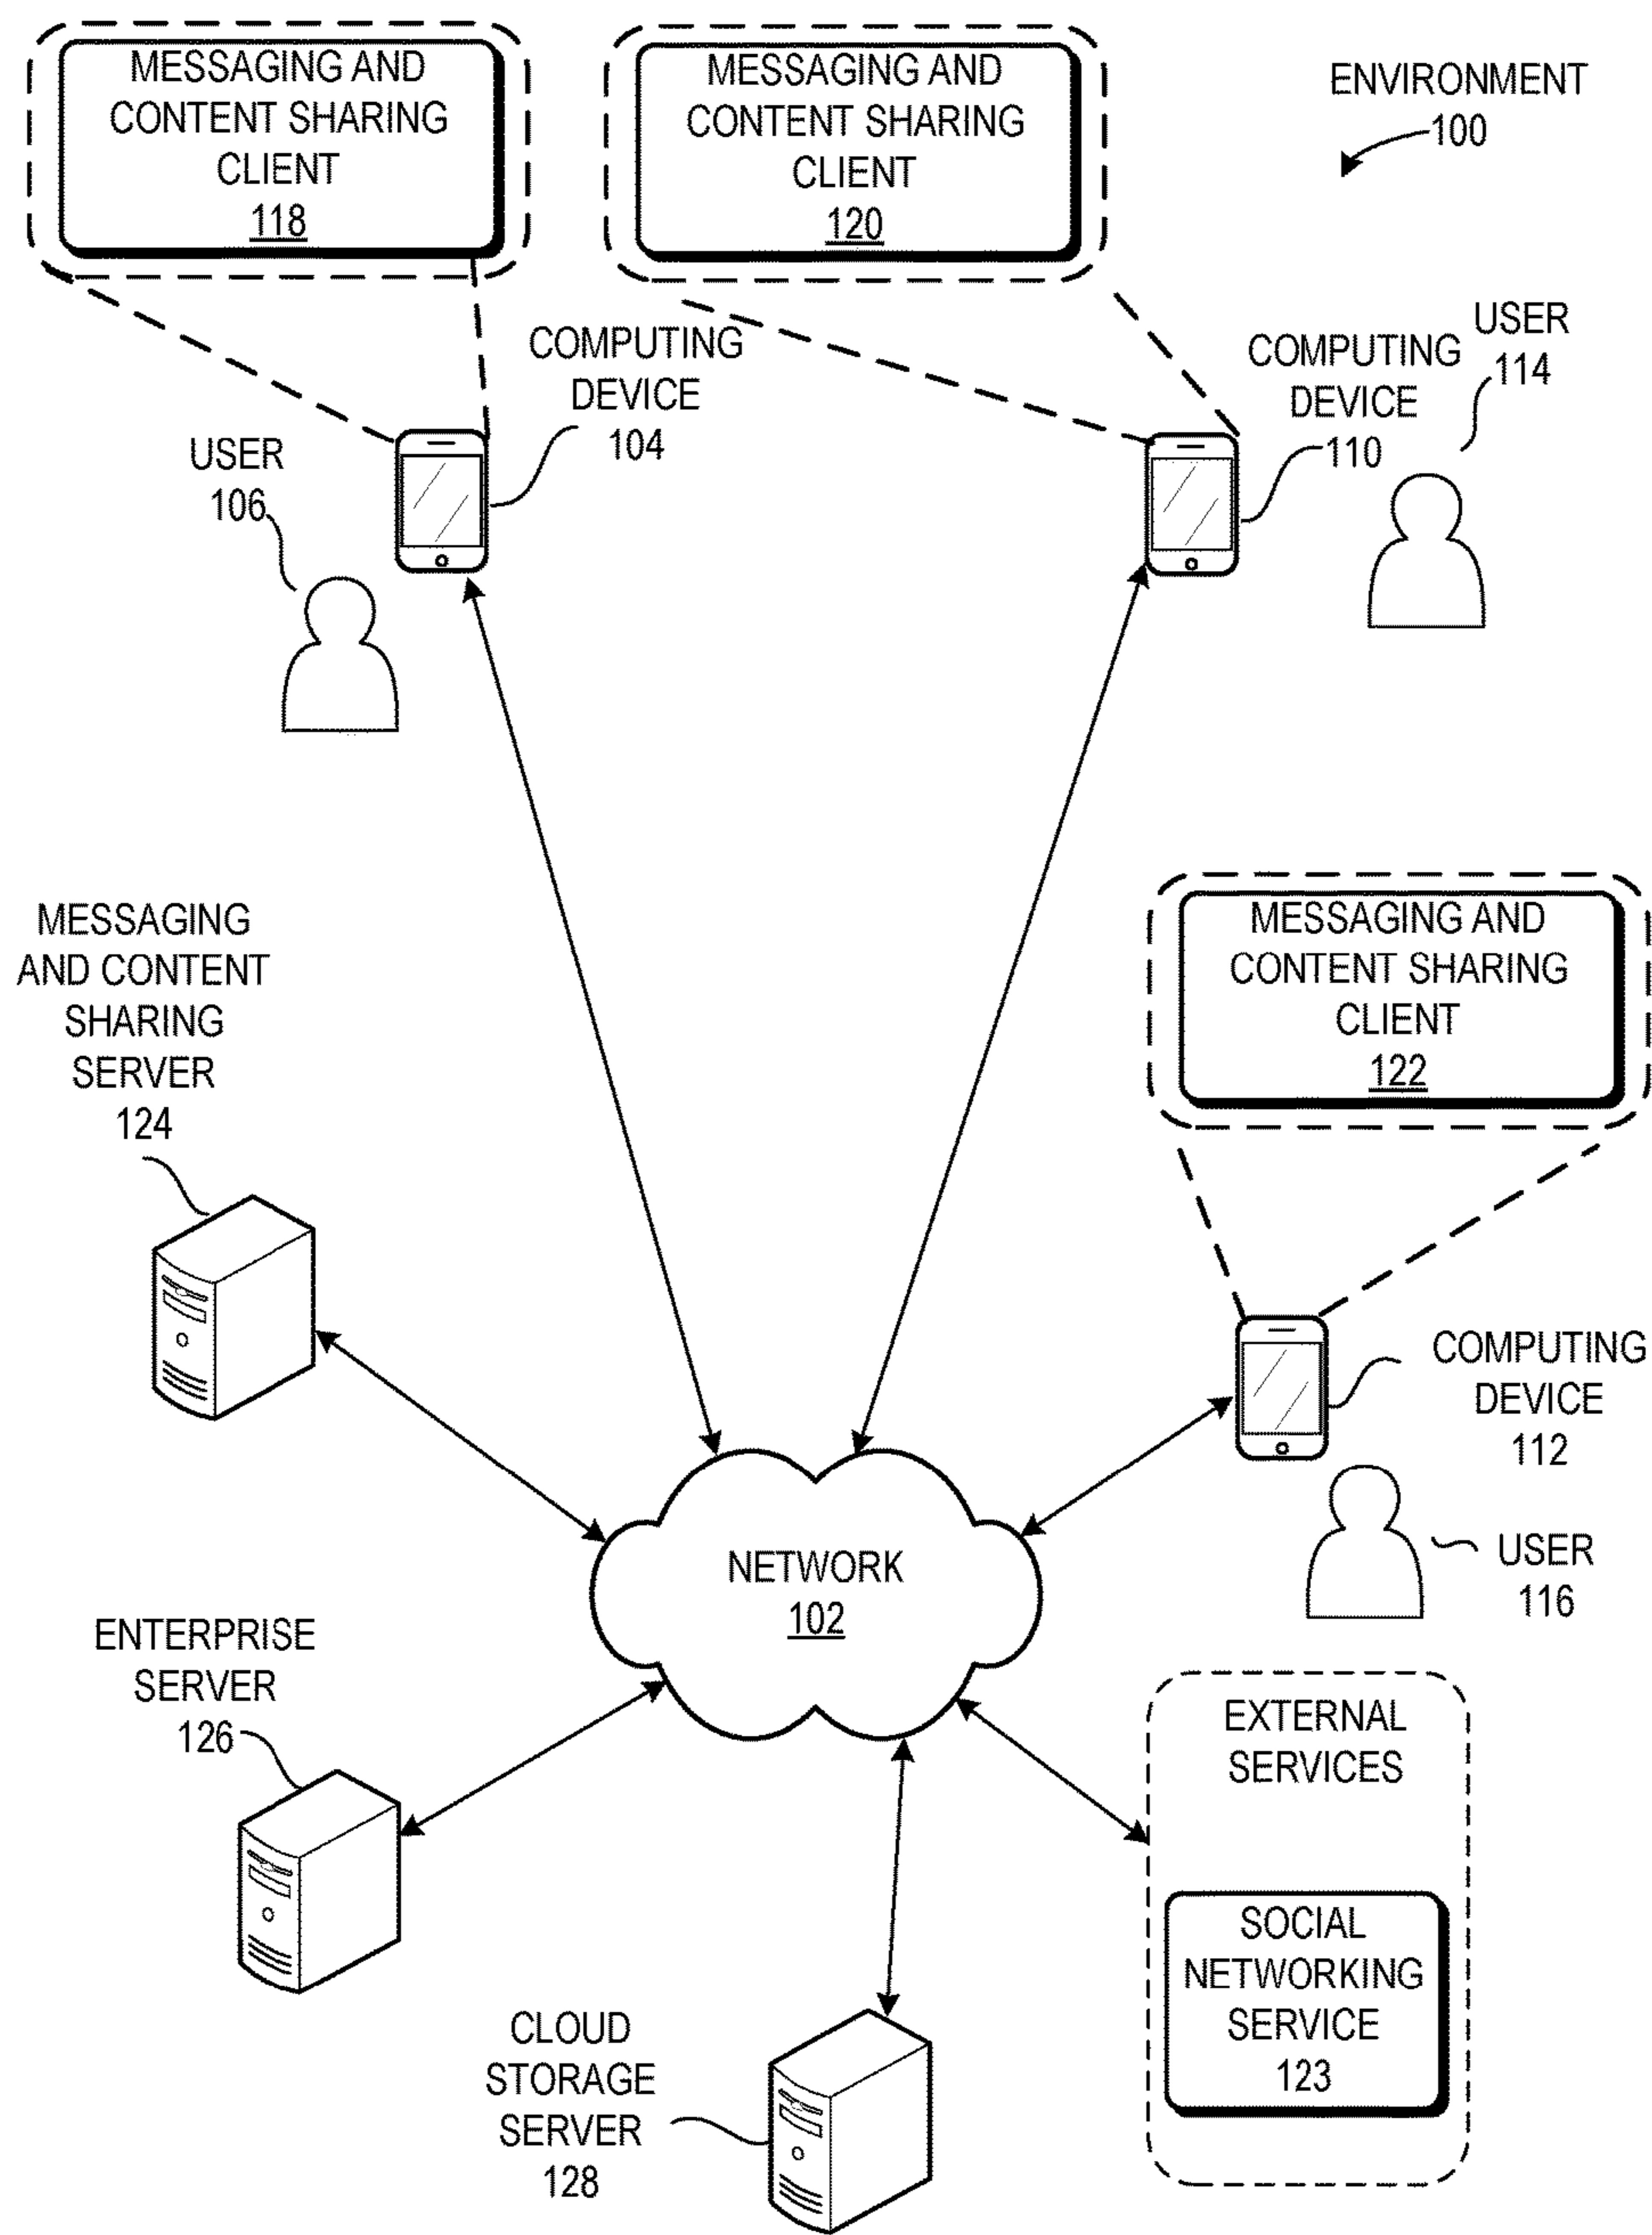 MESSAGING AND
CONTENT SHARING
CLIENT
118
MESSAGING AND
CONTENT SHARING
CLIENT
120
ENVIRONMENT
100
COMPUTING
DEVICE
104
USER
106
COMPUTING
DEVICE
110
USER
114
MESSAGING
AND CONTENT
SHARING
SERVER
124
MESSAGING AND
CONTENT SHARING
CLIENT
122
COMPUTING
DEVICE
112
USER
116
NETWORK
102
ENTERPRISE
SERVER
126
EXTERNAL
SERVICES
SOCIAL
NETWORKING
SERVICE
123
CLOUD
STORAGE
SERVER
128